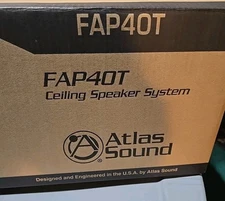 FAP40T
FAP40T
Ceiling Speaker System
Atlas
Sound
Designed and Engineered in the U.S.A. by Atlas Sound